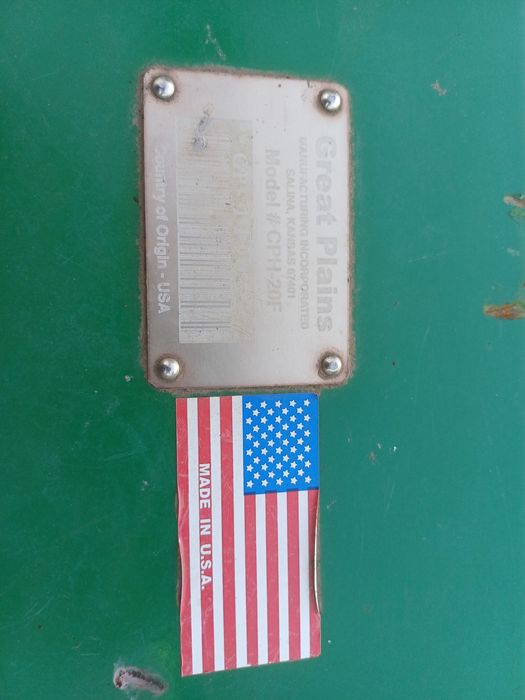 Great Plains
MANUFACTURING INCORPORATED
SALINA, KANSAS 67401
Model # CPH-20F
Country of Origin - USA
MADE IN U.S.A.